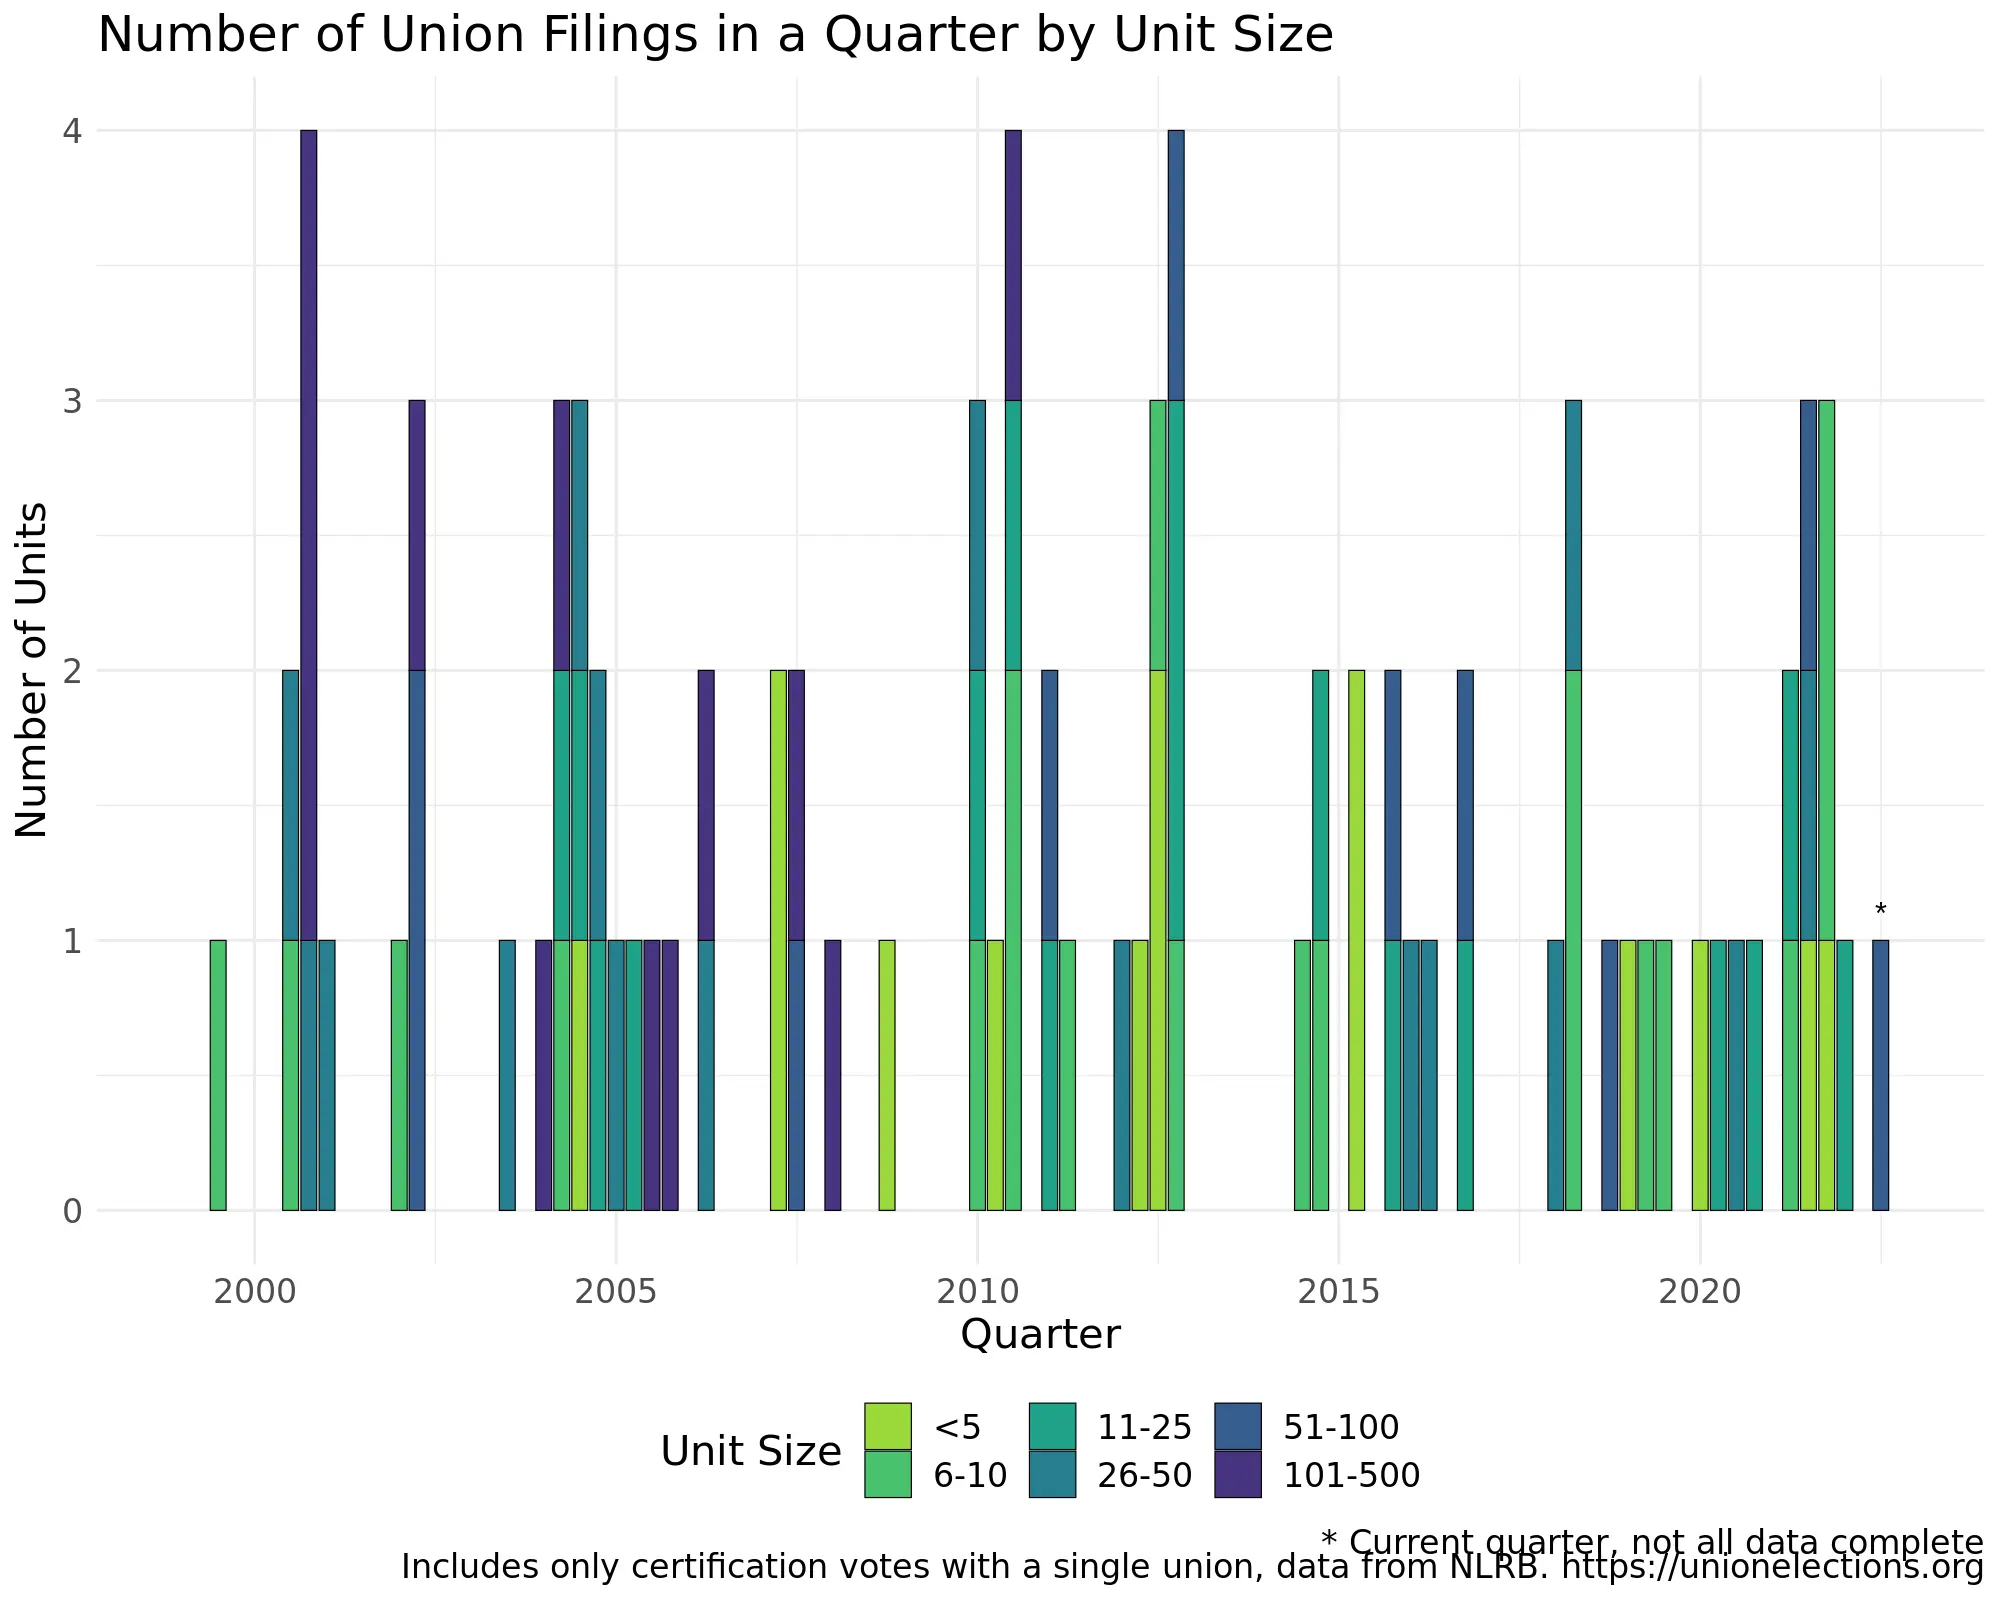 Number of Union Filings in a Quarter by Unit Size
Number of Units
4
3
2
1
0
*
2000 2005 2010 2015 2020
Quarter
Unit Size
<5 11-25 51-100
6-10 26-50 101-500
* Current quarter, not all data complete
Includes only certification votes with a single union, data from NLRB. https://unionelections.org